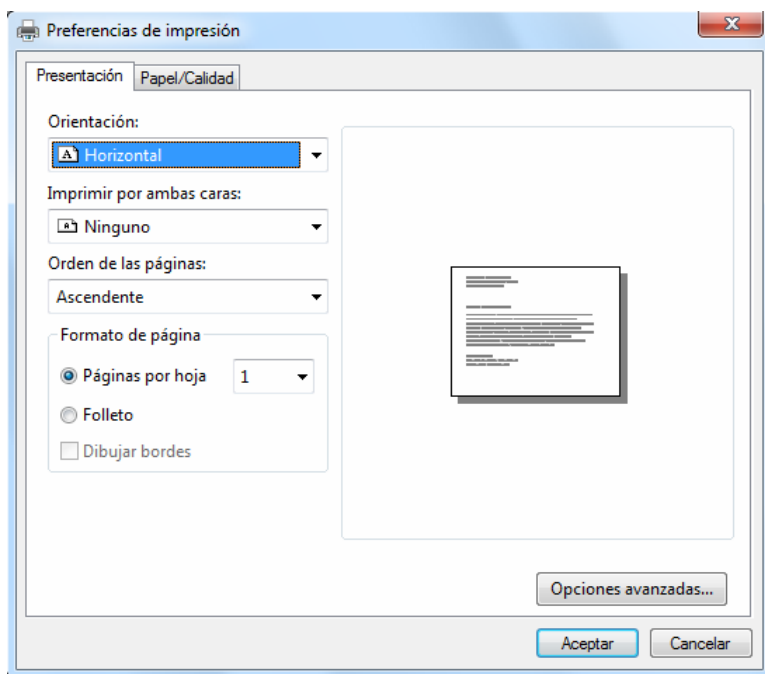 Preferencias de impresión
Presentación
Papel/Calidad
Orientación:
Horizontal
Imprimir por ambas caras:
Ninguno
Orden de las páginas:
Ascendente
Formato de página
Páginas por hoja 1
Folleto
Dibujar bordes
Opciones avanzadas...
Aceptar
Cancelar